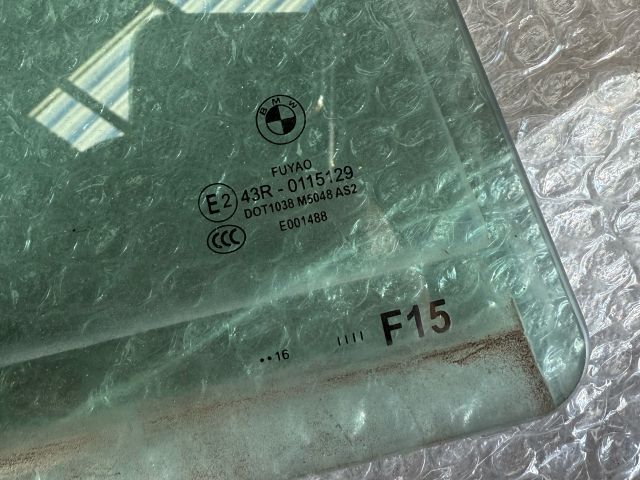 BMW
FUYAO
E2 43R - 0115129
DOT1038 M5048 AS2
CCC E001488
••16 IIII F15